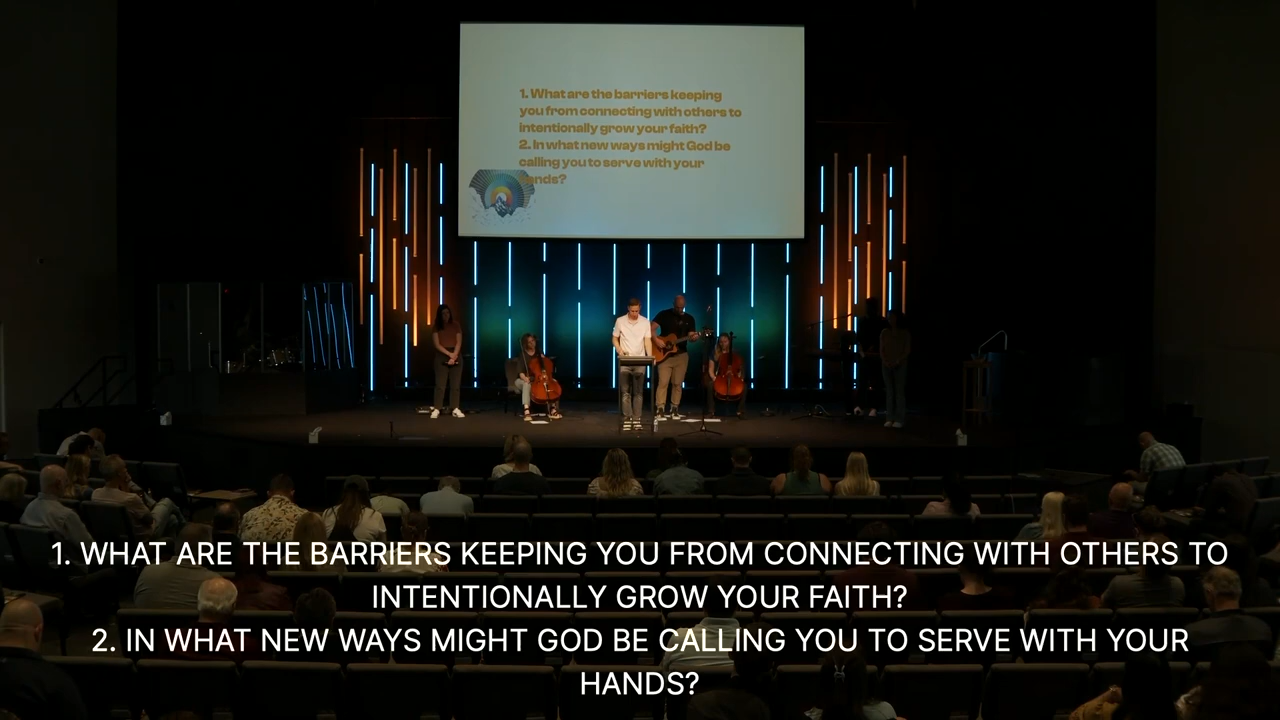 1. What are the barriers keeping
you from connecting with others to
intentionally grow your faith?
2. In what new ways might God be
calling you to serve with your
hands?
1. WHAT ARE THE BARRIERS KEEPING YOU FROM CONNECTING WITH OTHERS TO
INTENTIONALLY GROW YOUR FAITH?
2. IN WHAT NEW WAYS MIGHT GOD BE CALLING YOU TO SERVE WITH YOUR
HANDS?